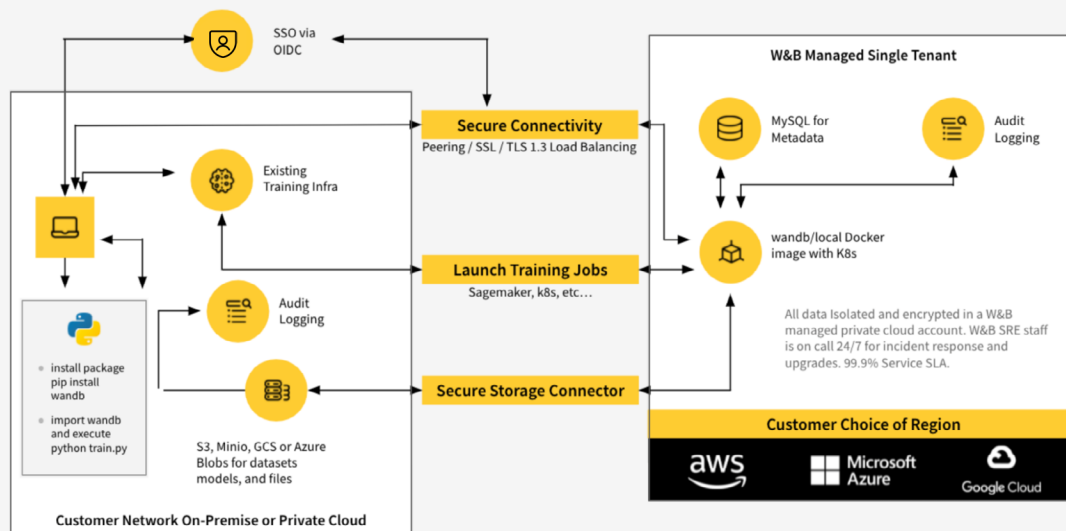 SSO via
OIDC
W&B Managed Single Tenant
MySQL for
Metadata
Audit
Logging
Secure Connectivity
Peering / SSL / TLS 1.3 Load Balancing
Existing
Training Infra
wandb/local Docker
image with K8s
Launch Training Jobs
Sagemaker, k8s, etc...
Audit
Logging
All data Isolated and encrypted in a W&B
managed private cloud account. W&B SRE staff
is on call 24/7 for incident response and
upgrades. 99.9% Service SLA.
install package
pip install
wandb
import wandb
and execute
python train.py
Secure Storage Connector
S3, Minio, GCS or Azure
Blobs for datasets
models, and files
Customer Choice of Region
aws
Microsoft
Azure
Google Cloud
Customer Network On-Premise or Private Cloud